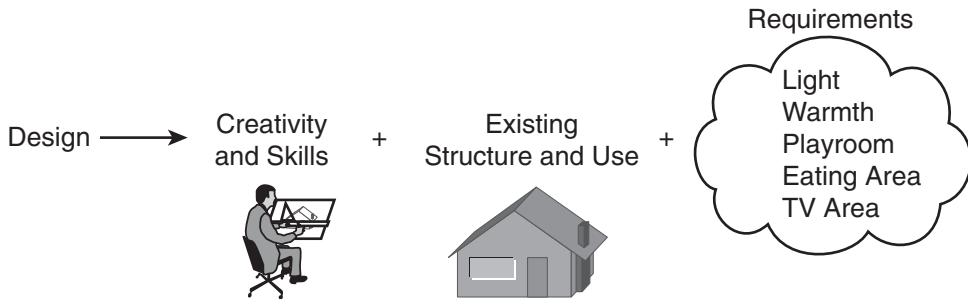 Requirements
Design
Creativity
and Skills
+
Existing
Structure and Use
+
Light
Warmth
Playroom
Eating Area
TV Area